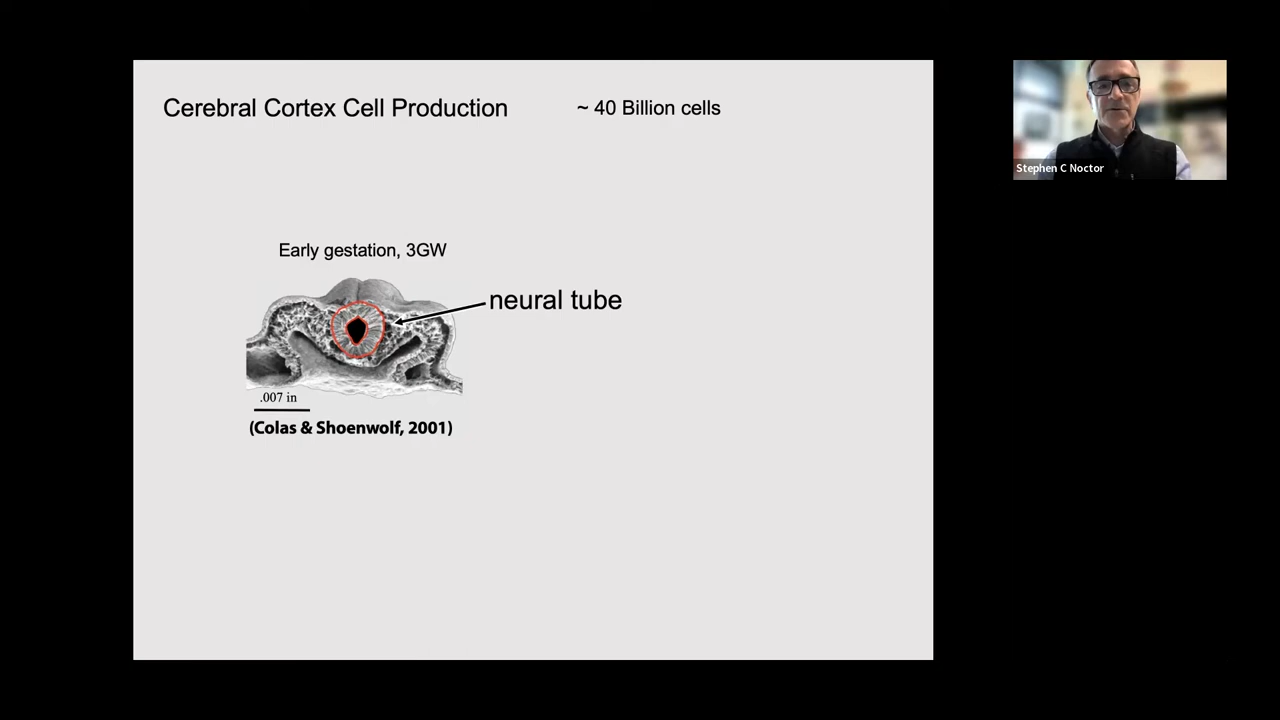 Cerebral Cortex Cell Production
~ 40 Billion cells
Early gestation, 3GW
neural tube
.007 in
(Colas & Shoenwolf, 2001)
Stephen C Noctor